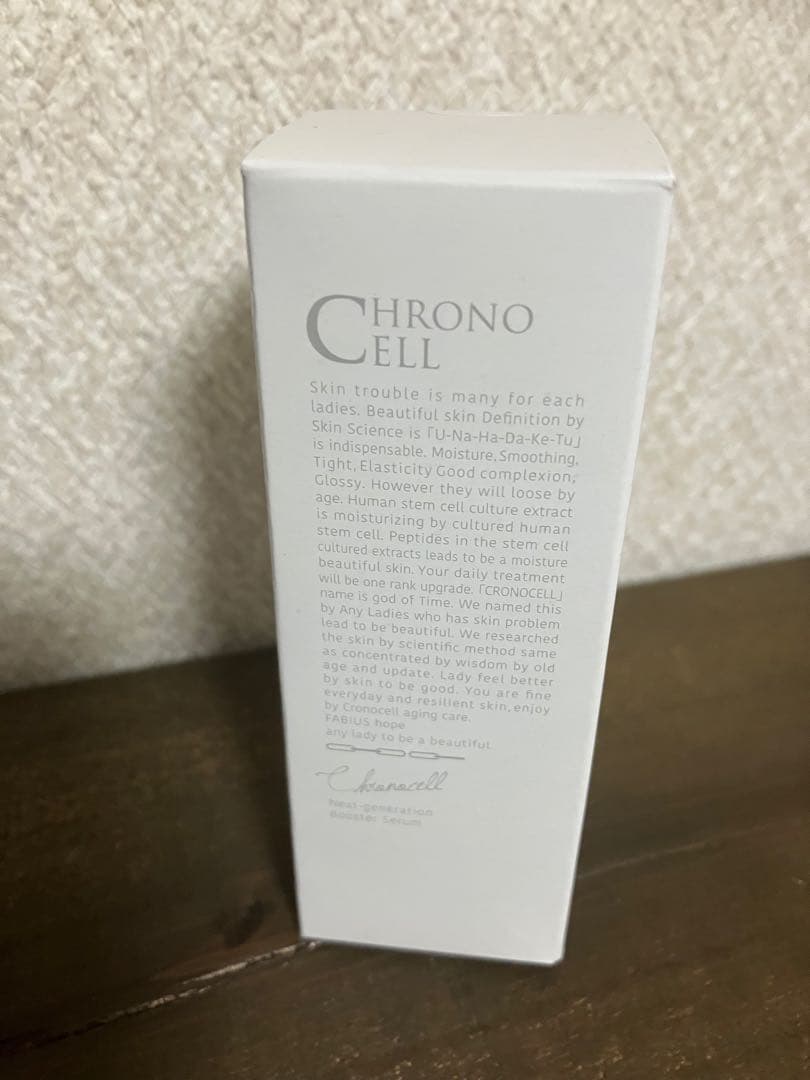 CHRONO
CELL
Skin trouble is many for each
ladies. Beautiful skin Definition by
Skin Science is「U-Na-Ha-Da-Ke-Tu」
is indispensable. Moisture, Smoothing,
Tight, Elasticity Good complexion,
Glossy. However they will loose by
age. Human stem cell culture extract
is moisturizing by cultured human
stem cell. Peptides in the stem cell
cultured extracts leads to be a moisture
beautiful skin. Your daily treatment
will be one rank upgrade.「CRONOCELL」
name is god of Time. We named this
by Any Ladies who has skin problem
lead to be beautiful. We researched
the skin by scientific method same
as concentrated by wisdom by old
age and update. Lady feel better
by skin to be good. You are fine
everyday and resilient skin, enjoy
by Cronocell aging care.
FABIUS hope
any lady to be a beautiful
Chronocell
Next-generation
Booster Serum